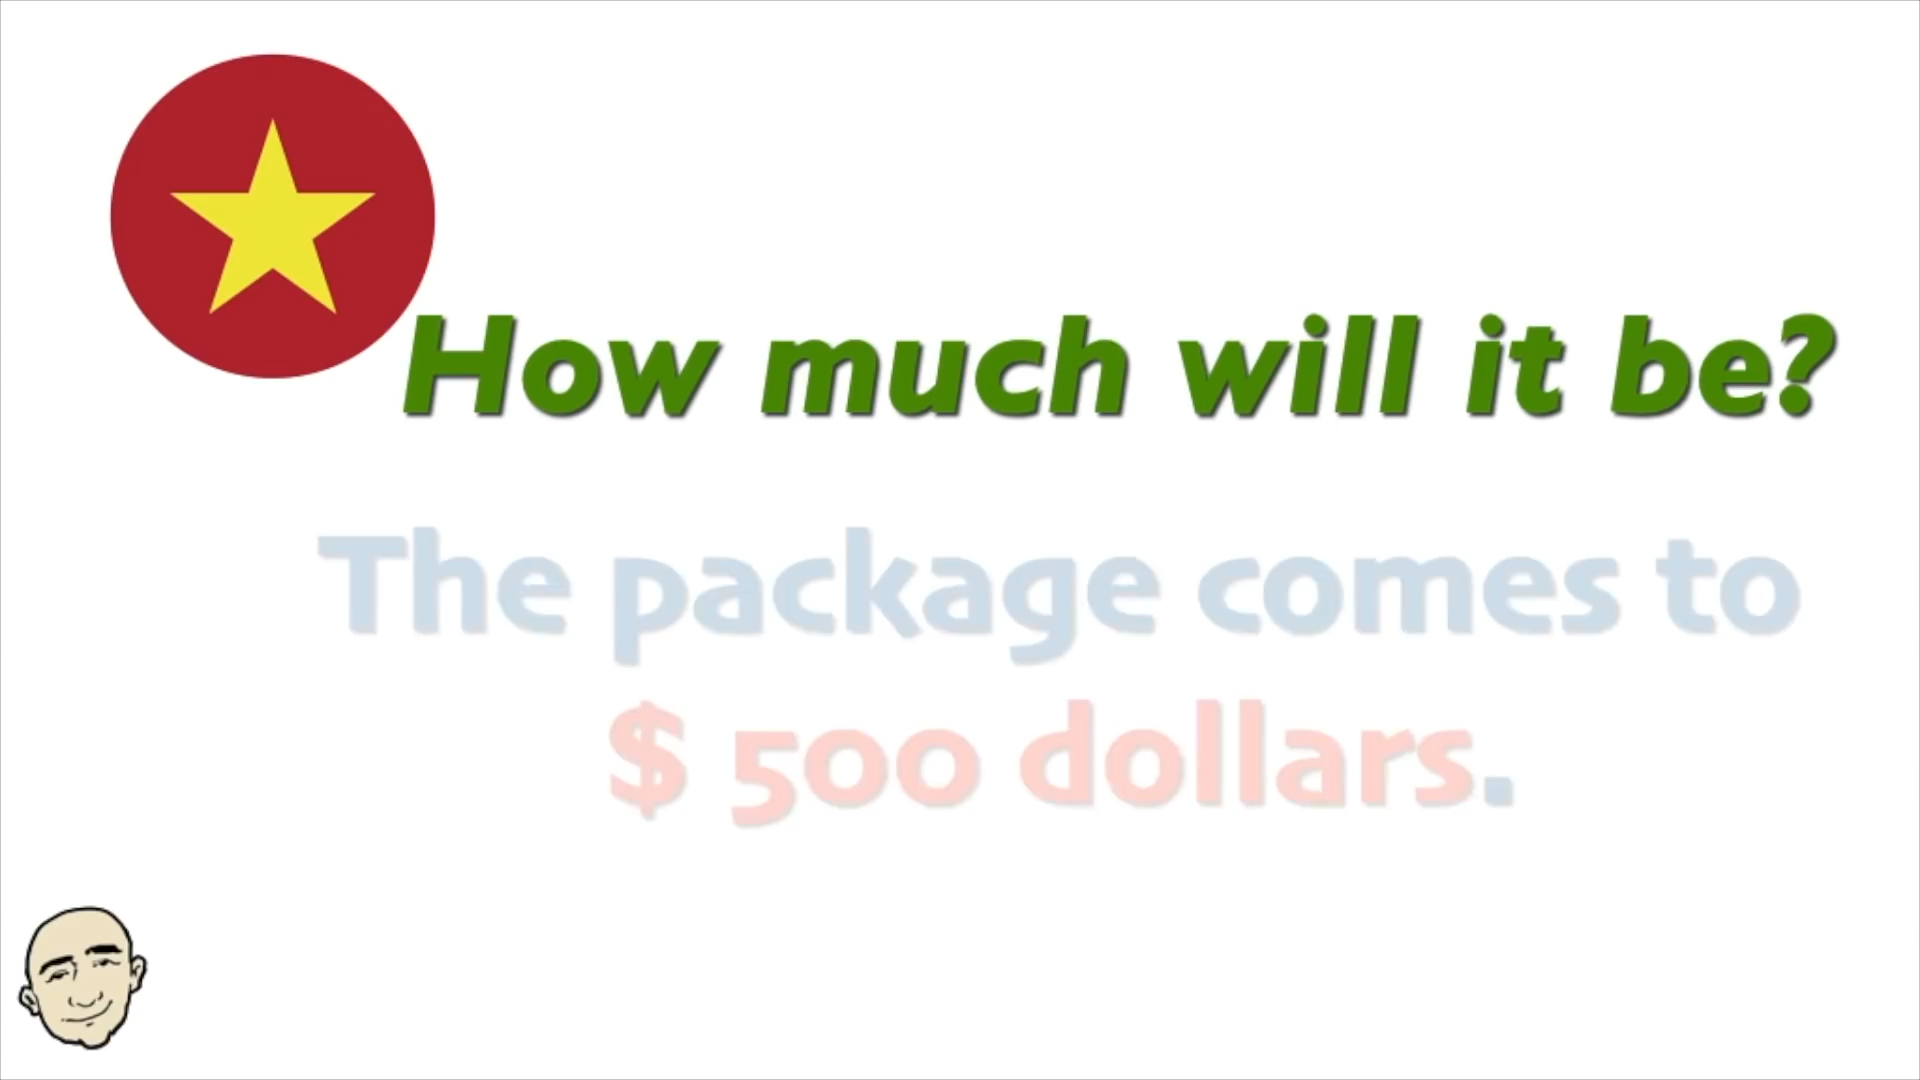 How much will it be?
The package comes to
$ 500 dollars.